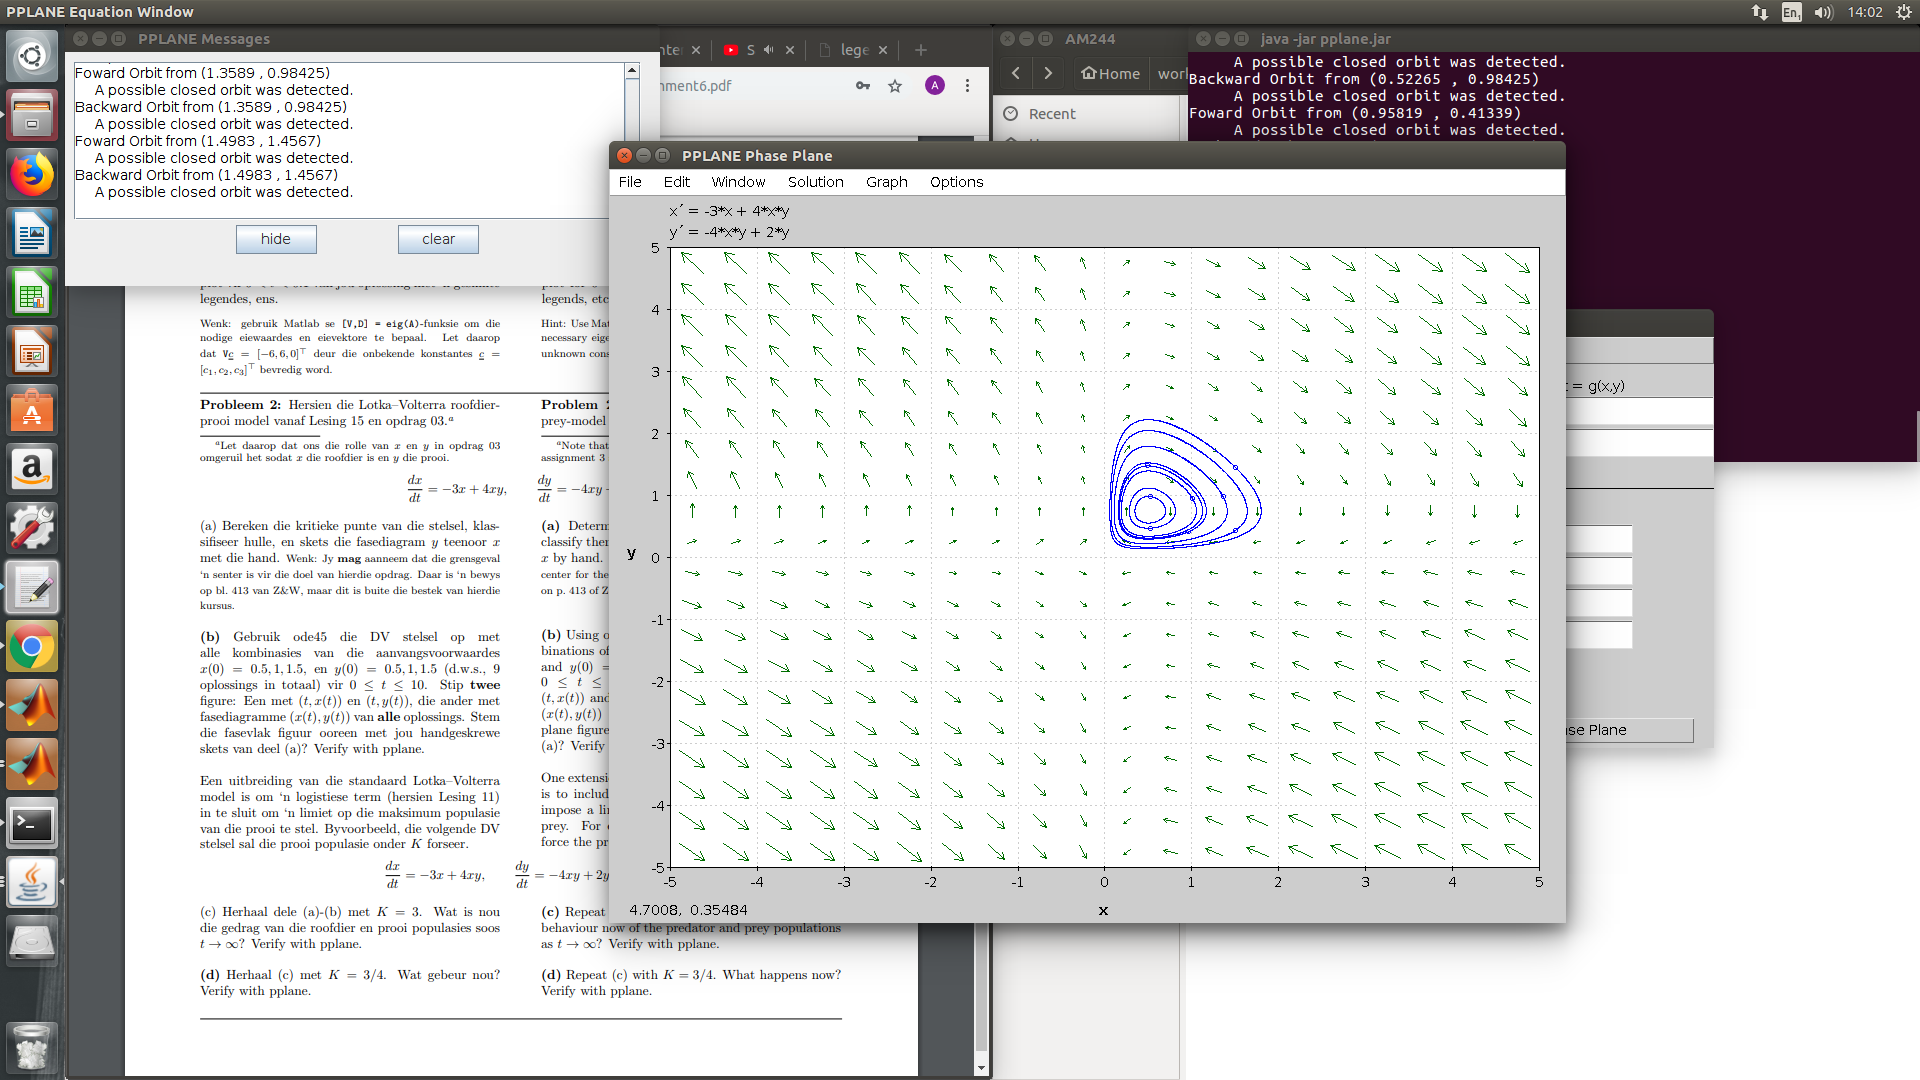 PPLANE Equation Window
En1
14:02
PPLANE Messages
Foward Orbit from (1.3589 , 0.98425)
A possible closed orbit was detected.
Backward Orbit from (1.3589 , 0.98425)
A possible closed orbit was detected.
Foward Orbit from (1.4983 , 1.4567)
A possible closed orbit was detected.
Backward Orbit from (1.4983 , 1.4567)
A possible closed orbit was detected.
hide
clear
S
lege
nment6.pdf
A
AM244
Home
Recent
java -jar pplane.jar
A possible closed orbit was detected.
Backward Orbit from (0.52265 , 0.98425)
A possible closed orbit was detected.
Foward Orbit from (0.95819 , 0.41339)
A possible closed orbit was detected.
PPLANE Phase Plane
File Edit Window Solution Graph Options
x´ = -3*x + 4*x*y
y´ = -4*x*y + 2*y
5
4
3
2
1
0
-1
-2
-3
-4
-5
y
-5 -4 -3 -2 -1 0 1 2 3 4 5
x
4.7008, 0.35484
= g(x,y)
se Plane
legendes, ens.
Wenk: gebruik Matlab se [V,D] = eig(A)-funksie om die
nodige eiewaardes en eievektore te bepaal. Let daarop
dat Vc = [−6, 6, 0]⊤ deur die onbekende konstantes c =
[c1, c2, c3]⊤ bevredig word.
legends, etc
Hint: Use Mat
necessary eige
unknown cons
Probleem 2: Hersien die Lotka–Volterra roofdier-
prooi model vanaf Lesing 15 en opdrag 03.a
aLet daarop dat ons die rolle van x en y in opdrag 03
omgeruil het sodat x die roofdier is en y die prooi.
Problem 2
prey-model
aNote that
assignment 3
dx/dt = −3x + 4xy, dy/dt = −4xy
(a) Bereken die kritieke punte van die stelsel, klas-
sifiseer hulle, en skets die fasediagram y teenoor x
met die hand. Wenk: Jy mag aanneem dat die grensgeval
‘n senter is vir die doel van hierdie opdrag. Daar is ‘n bewys
op bl. 413 van Z&W, maar dit is buite die bestek van hierdie
kursus.
(a) Determ
classify then
x by hand.
center for the
on p. 413 of Z
(b) Gebruik ode45 die DV stelsel op met
alle kombinasies van die aanvangsvoorwaardes
x(0) = 0.5, 1, 1.5, en y(0) = 0.5, 1, 1.5 (d.w.s., 9
oplossings in totaal) vir 0 ≤ t ≤ 10. Stip twee
figure: Een met (t, x(t)) en (t, y(t)), die ander met
fasediagramme (x(t), y(t)) van alle oplossings. Stem
die fasevlak figuur ooreen met jou handgeskrewe
skets van deel (a)? Verify with pplane.
(b) Using o
binations of
and y(0) =
0 ≤ t ≤
(t, x(t)) and
(x(t), y(t))
plane figure
(a)? Verify
Een uitbreiding van die standaard Lotka–Volterra
model is om ‘n logistiese term (hersien Lesing 11)
in te sluit om ‘n limiet op die maksimum populasie
van die prooi te stel. Byvoorbeeld, die volgende DV
stelsel sal die prooi populasie onder K forseer.
One extensi
is to includ
impose a li
prey. For e
force the pr
dx/dt = −3x + 4xy, dy/dt = −4xy + 2y
(c) Herhaal dele (a)-(b) met K = 3. Wat is nou
die gedrag van die roofdier en prooi populasies soos
t → ∞? Verify with pplane.
(c) Repeat
behaviour now of the predator and prey populations
as t → ∞? Verify with pplane.
(d) Herhaal (c) met K = 3/4. Wat gebeur nou?
Verify with pplane.
(d) Repeat (c) with K = 3/4. What happens now?
Verify with pplane.